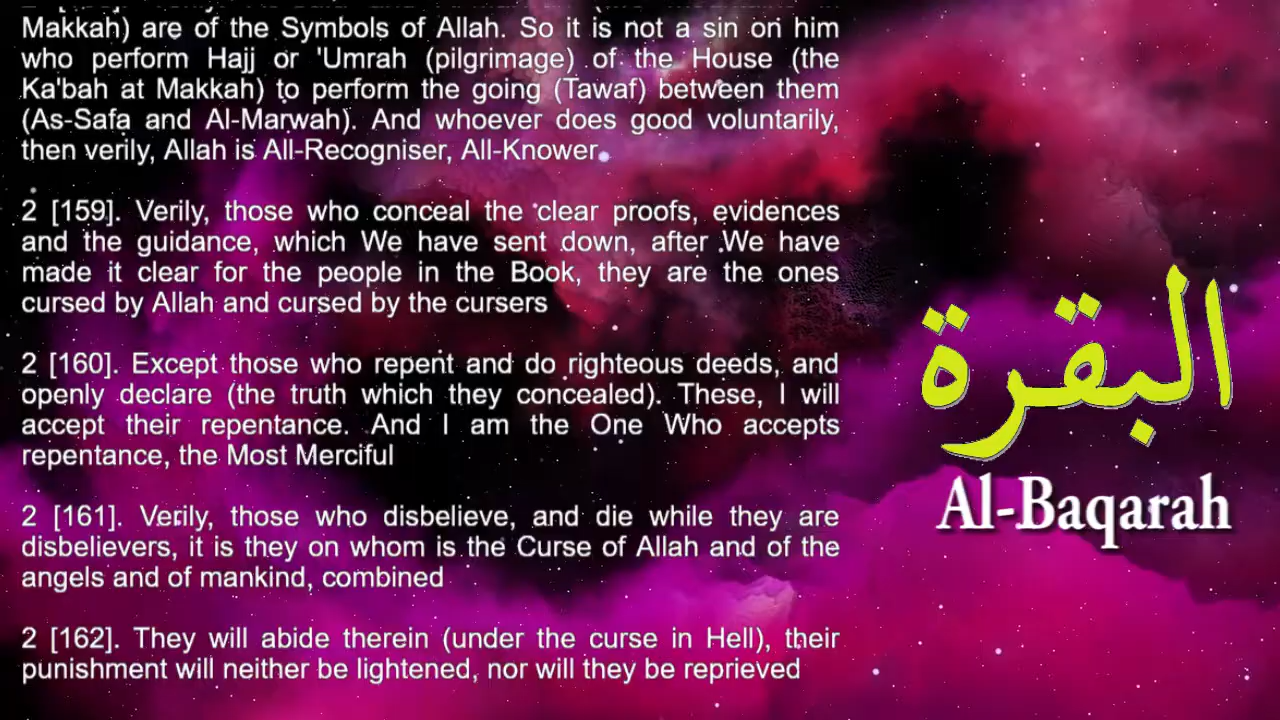 Makkah) are of the Symbols of Allah. So it is not a sin on him
who perform Hajj or 'Umrah (pilgrimage) of the House (the
Ka'bah at Makkah) to perform the going (Tawaf) between them
(As-Safa and Al-Marwah). And whoever does good voluntarily,
then verily, Allah is All-Recogniser, All-Knower.
2 [159]. Verily, those who conceal the clear proofs, evidences
and the guidance, which We have sent down, after We have
made it clear for the people in the Book, they are the ones
cursed by Allah and cursed by the cursers
2 [160]. Except those who repent and do righteous deeds, and
openly declare (the truth which they concealed). These, I will
accept their repentance. And I am the One Who accepts
repentance, the Most Merciful
2 [161]. Verily, those who disbelieve, and die while they are
disbelievers, it is they on whom is the Curse of Allah and of the
angels and of mankind, combined
2 [162]. They will abide therein (under the curse in Hell), their
punishment will neither be lightened, nor will they be reprieved
البقرة
Al-Baqarah